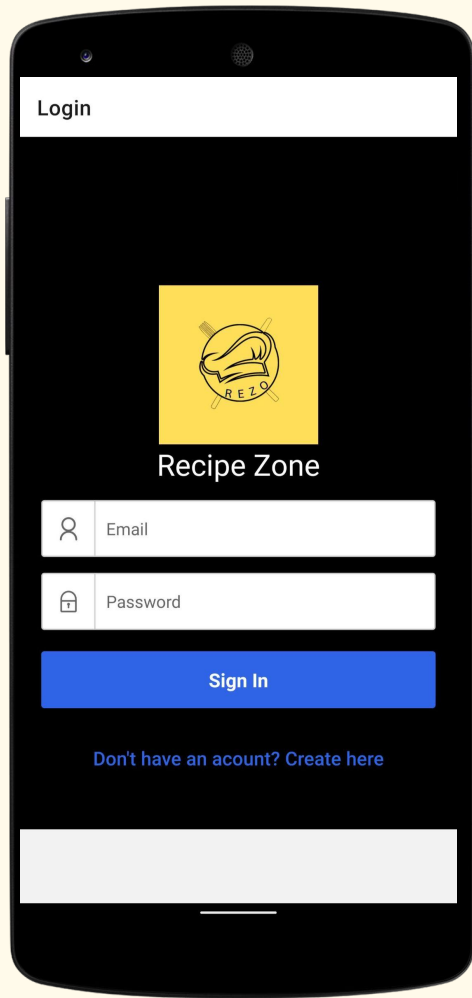 Login
REZO
Recipe Zone
Email
Password
Sign In
Don't have an acount? Create here